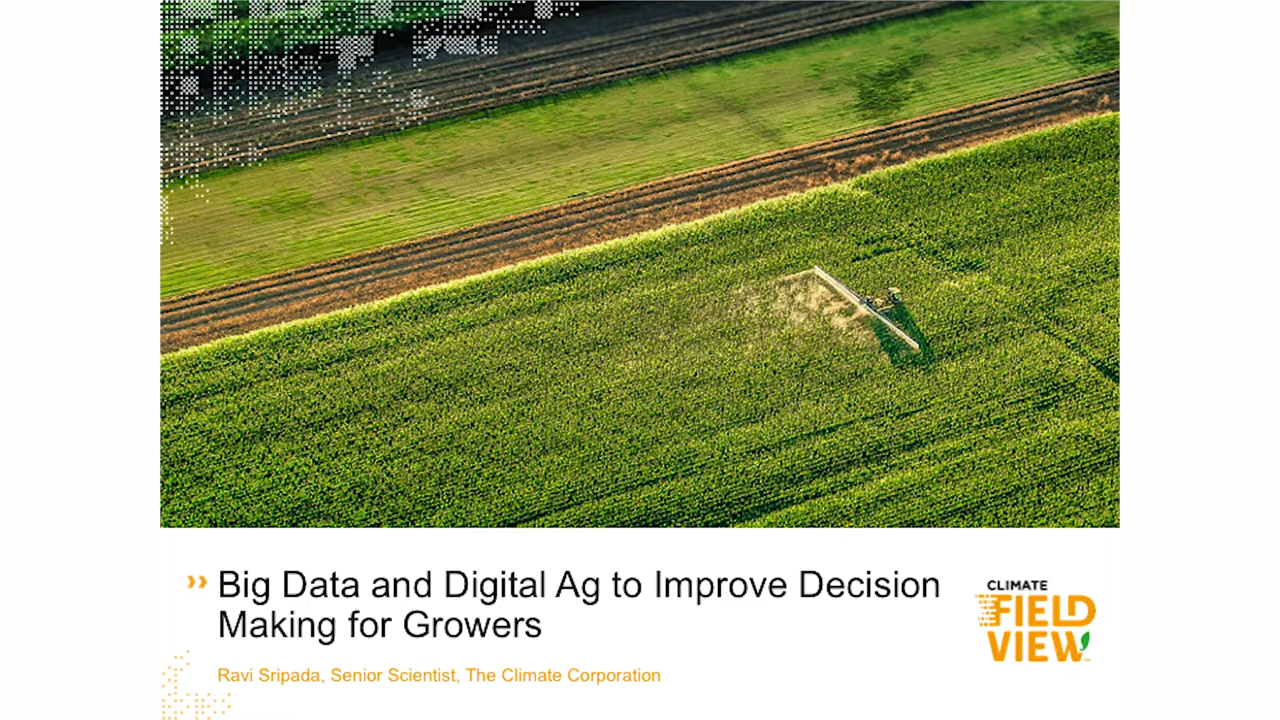 Big Data and Digital Ag to Improve Decision
Making for Growers
Ravi Sripada, Senior Scientist, The Climate Corporation
CLIMATE
FIELD
VIEW